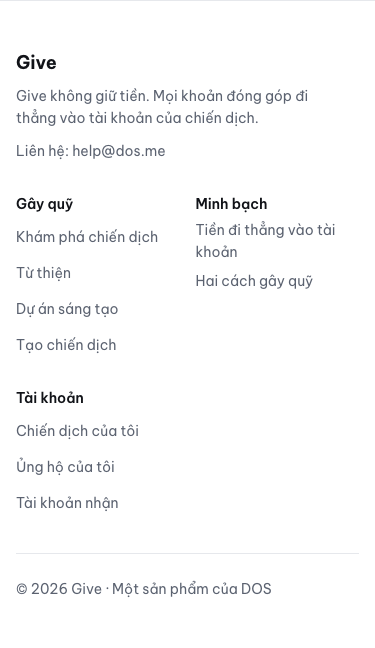 Give
Give không giữ tiền. Mọi khoản đóng góp đi
thẳng vào tài khoản của chiến dịch.
Liên hệ: help@dos.me
Gây quỹ
Khám phá chiến dịch
Từ thiện
Dự án sáng tạo
Tạo chiến dịch
Minh bạch
Tiền đi thẳng vào tài
khoản
Hai cách gây quỹ
Tài khoản
Chiến dịch của tôi
Ủng hộ của tôi
Tài khoản nhận
© 2026 Give · Một sản phẩm của DOS